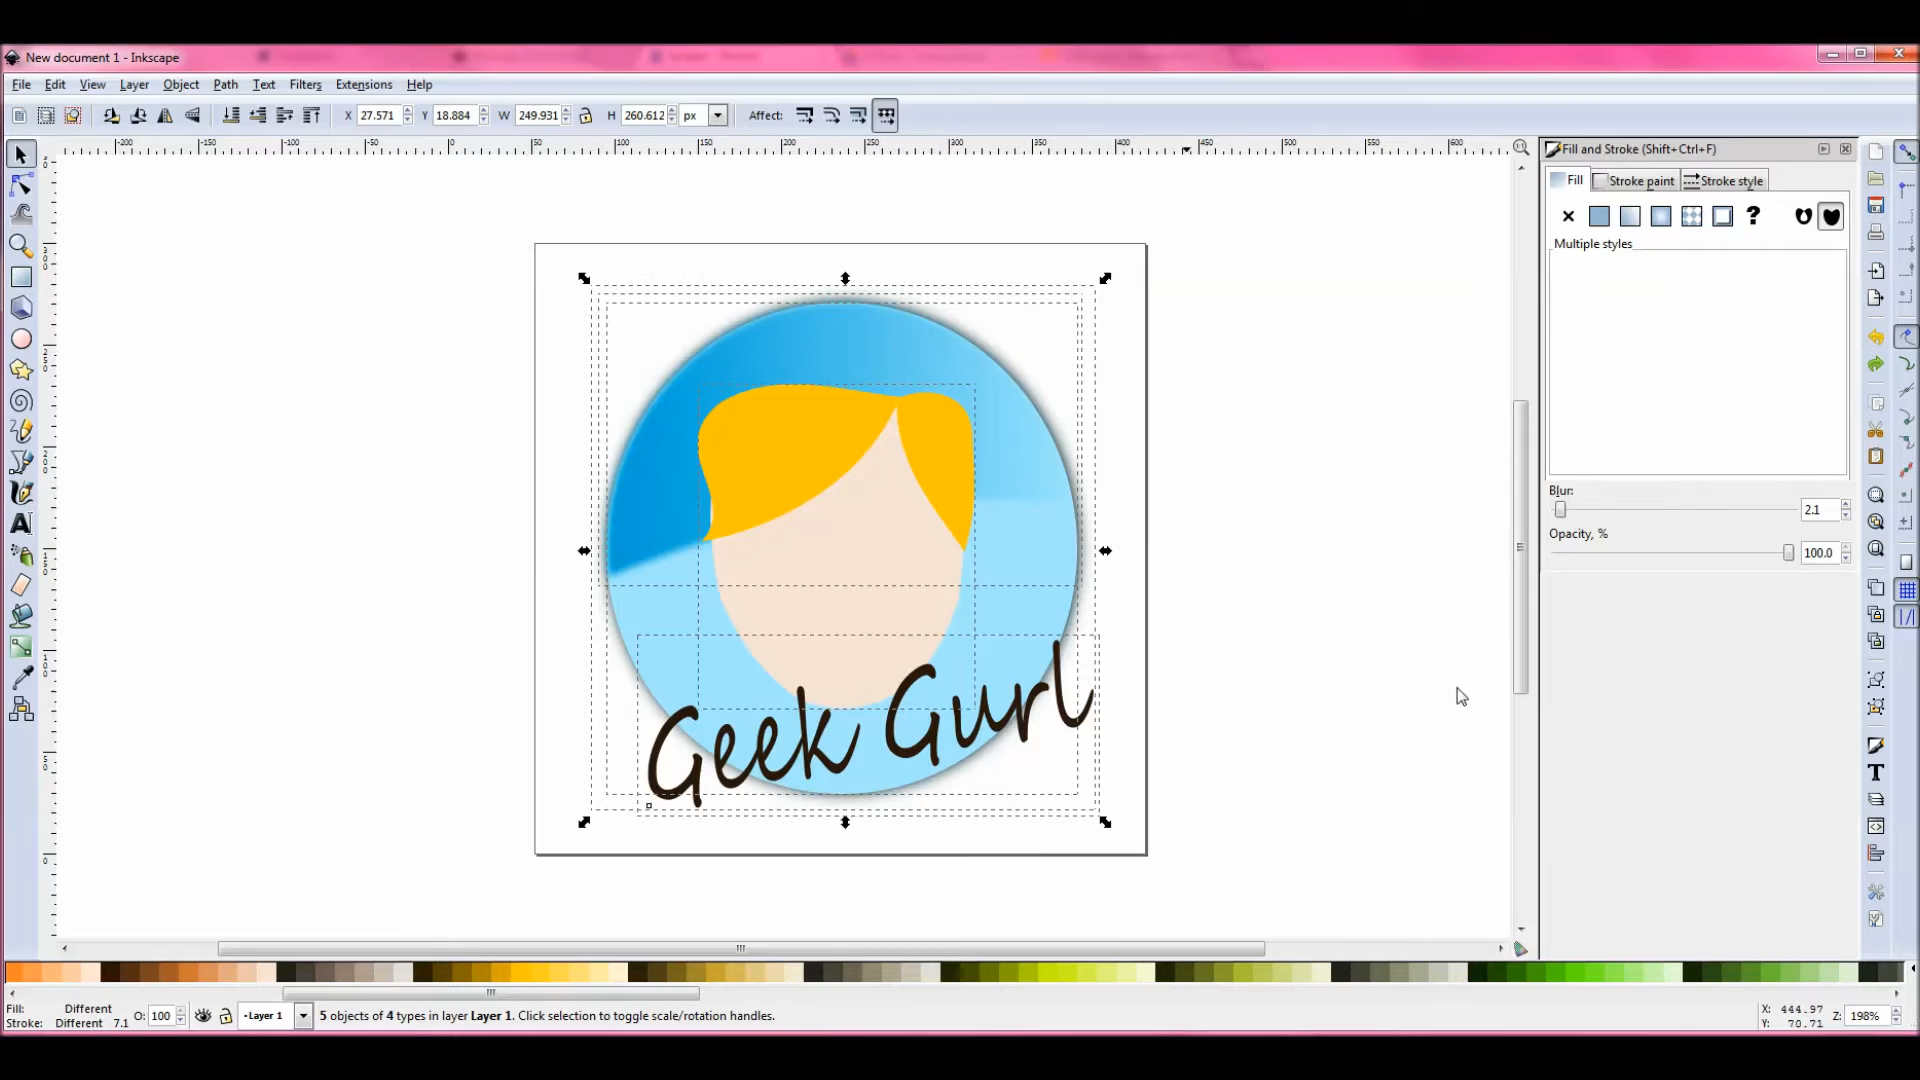 New document 1 - Inkscape
File Edit View Layer Object Path Text Filters Extensions Help
X 27.571 Y 18.884 W 249.931 H 260.612 px Affect:
Fill and Stroke (Shift+Ctrl+F)
Fill Stroke paint Stroke style
?
Multiple styles
Blur:
2.1
Opacity, %
100.0
Geek Gurl
Fill: Different
Stroke: Different 7.1 O: 100 •Layer 1 5 objects of 4 types in layer Layer 1. Click selection to toggle scale/rotation handles.
X: 444.97
Y: 70.71
Z: 198%